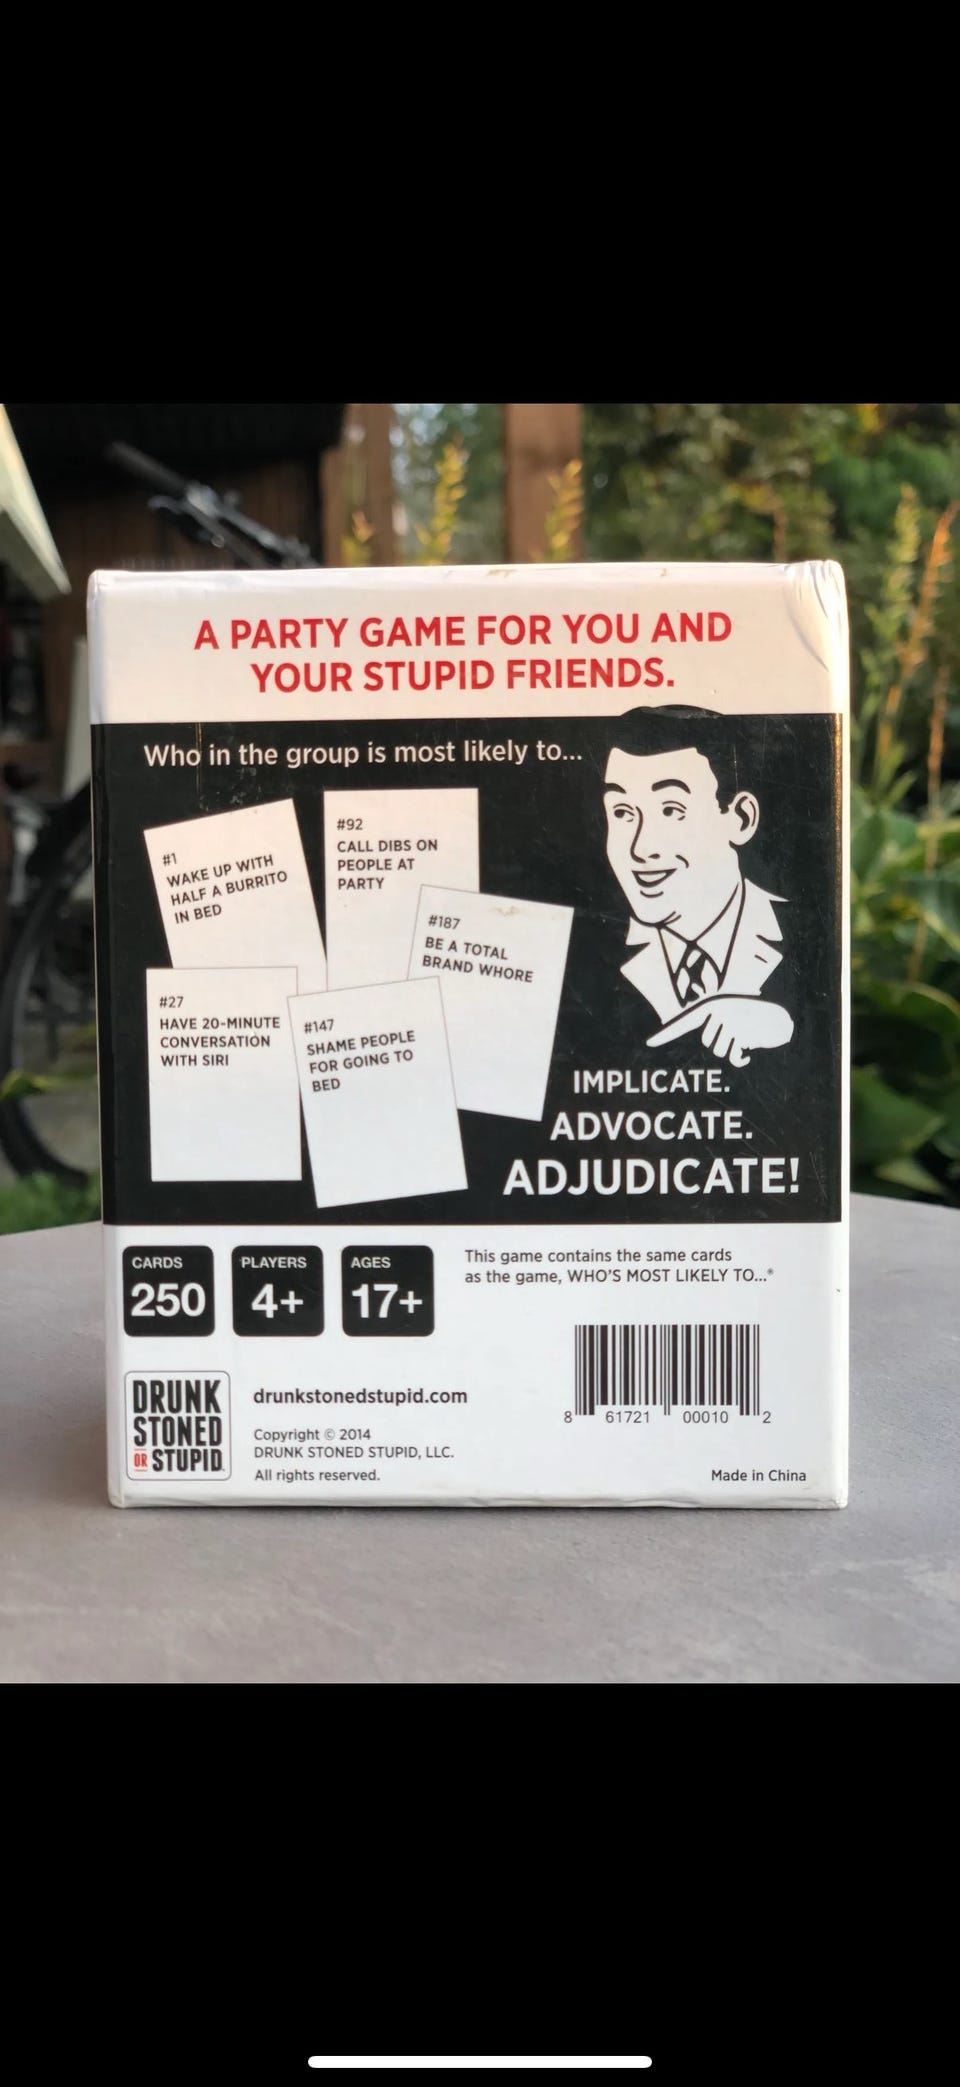 A PARTY GAME FOR YOU AND
YOUR STUPID FRIENDS.
Who in the group is most likely to...
#1
WAKE UP WITH
HALF A BURRITO
IN BED
#92
CALL DIBS ON
PEOPLE AT
PARTY
#187
BE A TOTAL
BRAND WHORE
#27
HAVE 20-MINUTE
CONVERSATION
WITH SIRI
#147
SHAME PEOPLE
FOR GOING TO
BED
IMPLICATE.
ADVOCATE.
ADJUDICATE!
CARDS
250
PLAYERS
4+
AGES
17+
This game contains the same cards
as the game, WHO'S MOST LIKELY TO...®
8 61721 00010 2
DRUNK
STONED
OR STUPID
drunkstonedstupid.com
Copyright © 2014
DRUNK STONED STUPID, LLC.
All rights reserved.
Made in China